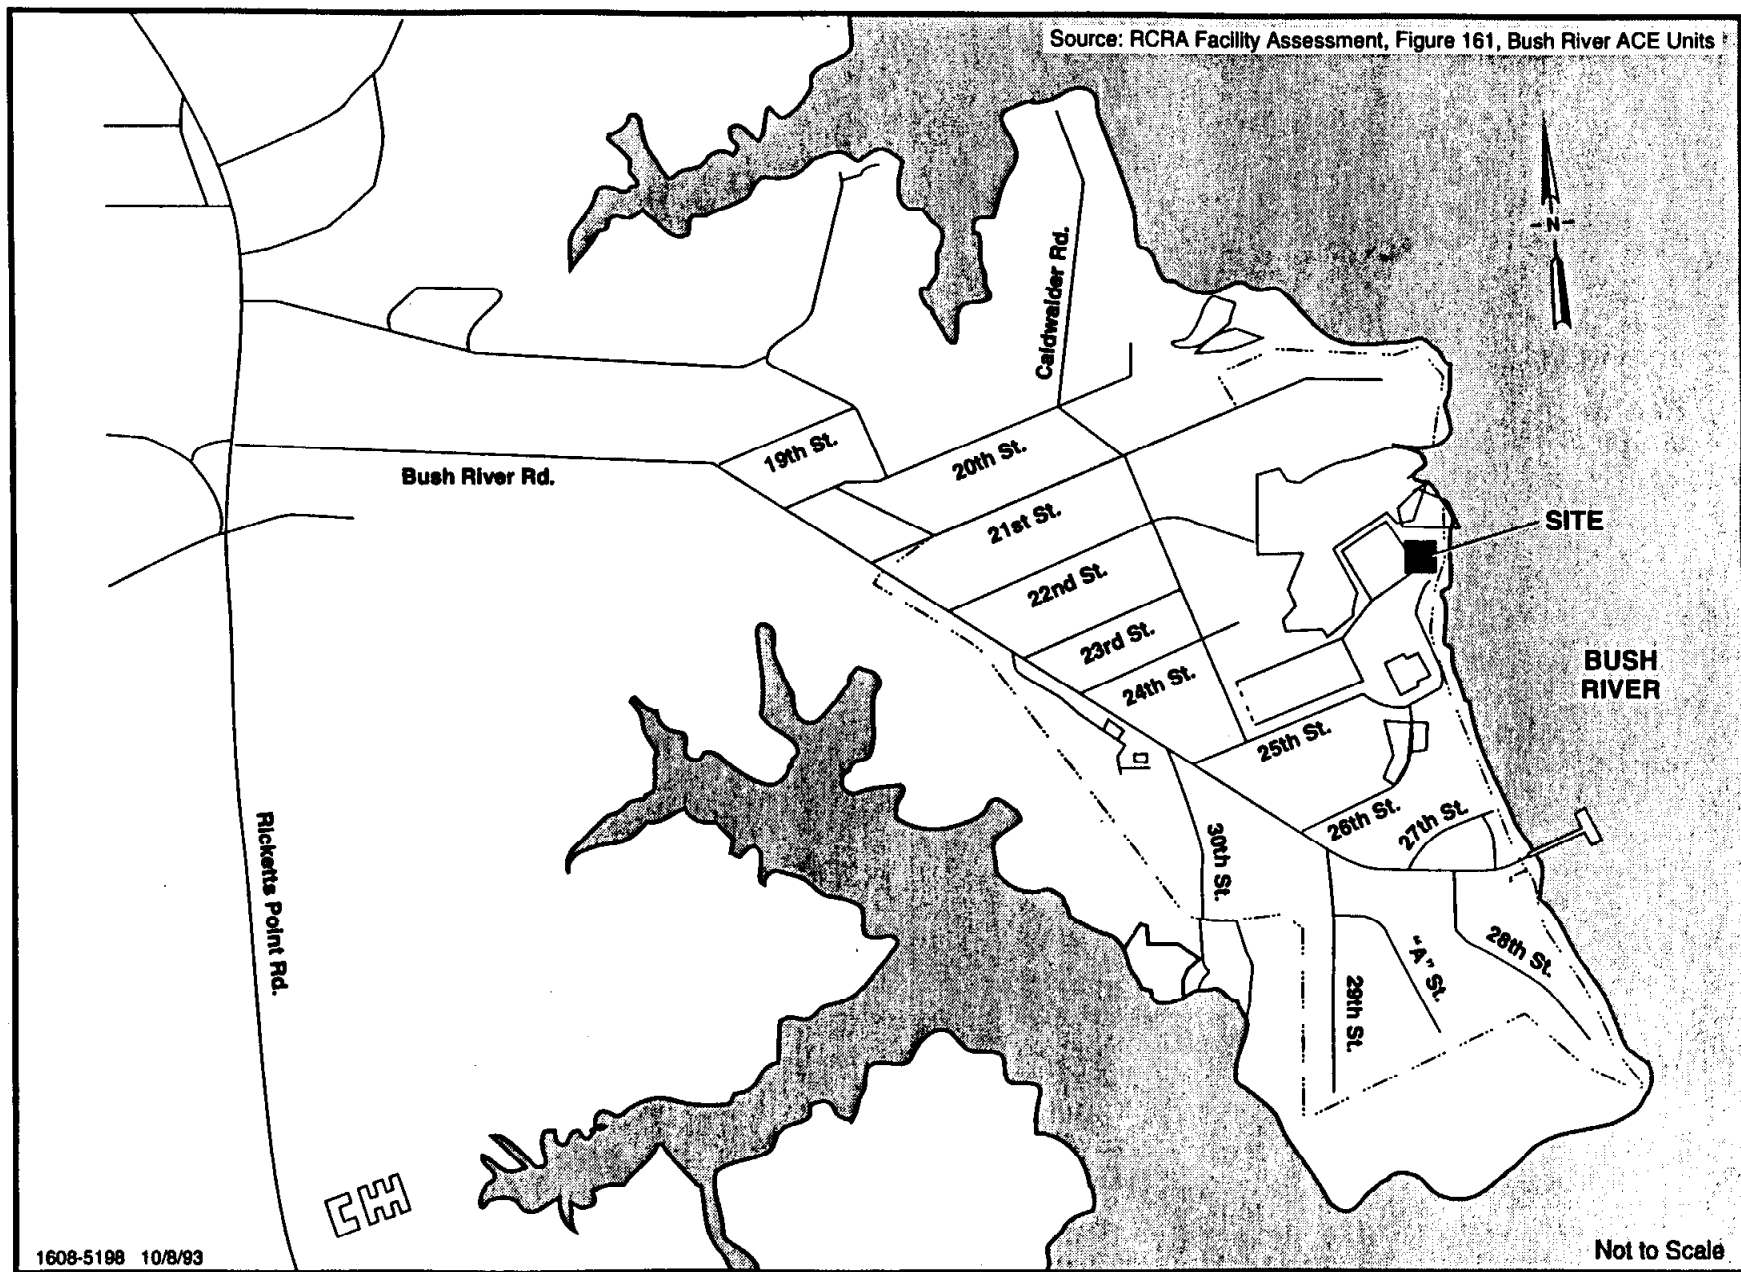 Source: RCRA Facility Assessment, Figure 161, Bush River ACE Units
N
Caldwalder Rd.
19th St.
20th St.
Bush River Rd.
21st St.
SITE
22nd St.
23rd St.
BUSH
RIVER
24th St.
25th St.
26th St.
27th St.
30th St.
Ricketts Point Rd.
"A" St.
28th St.
29th St.
1608-5198 10/8/93
Not to Scale